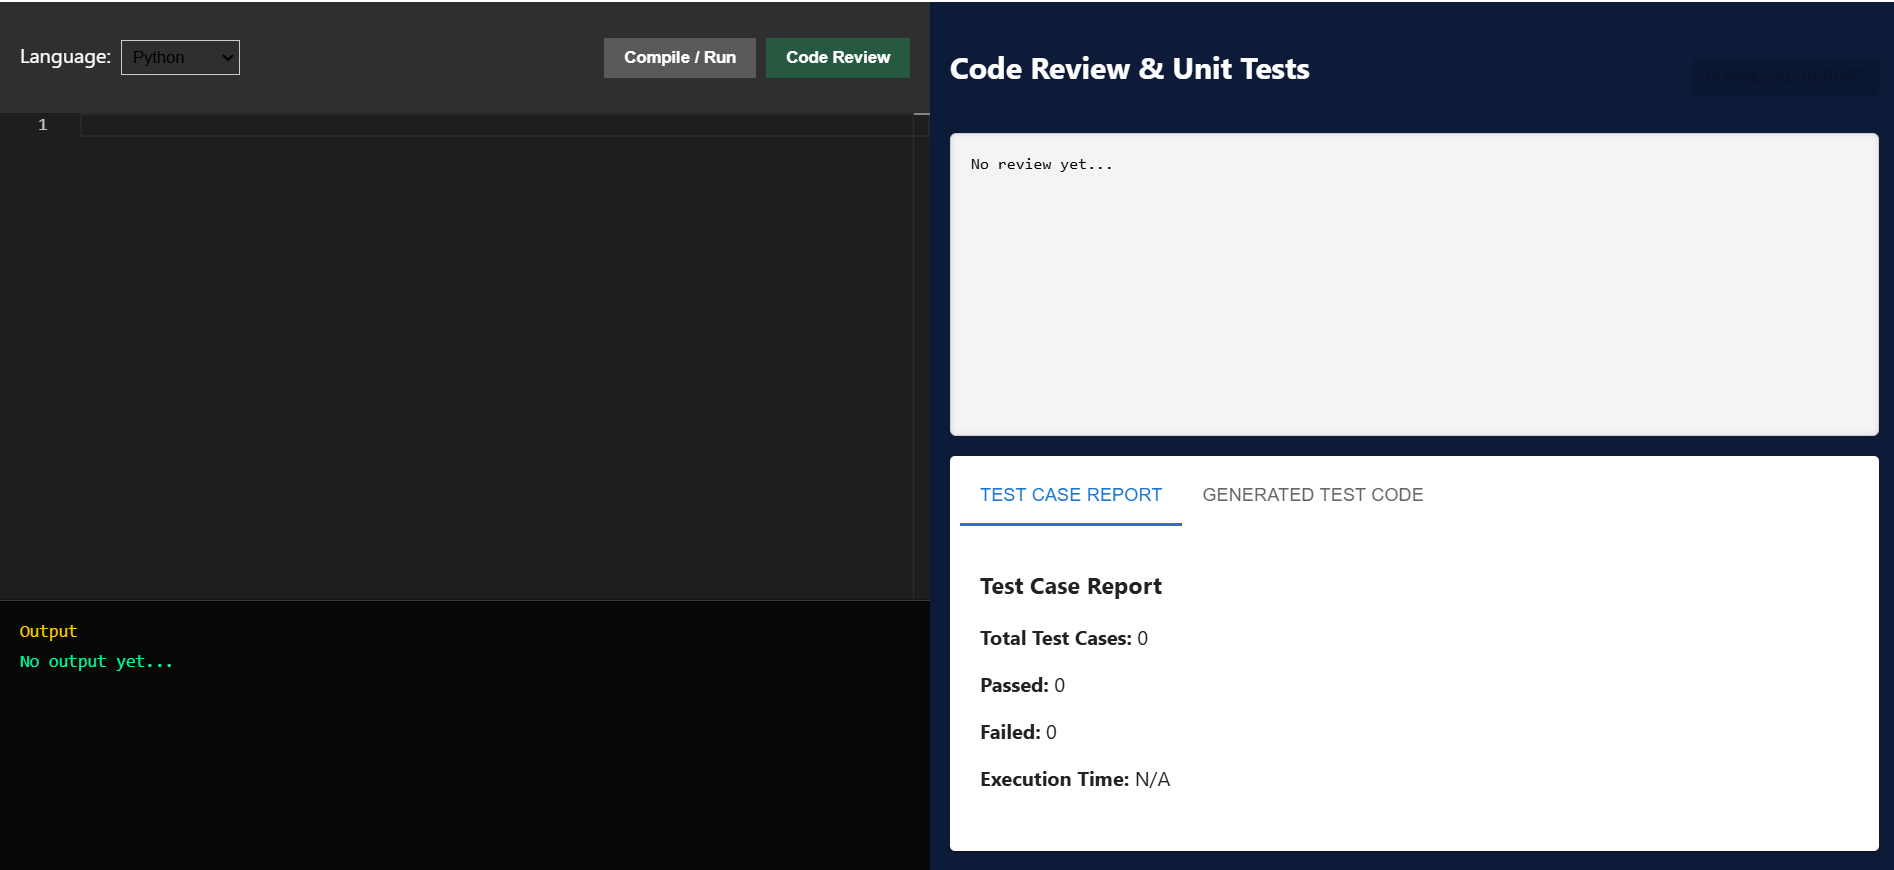 Language: Python
Compile / Run
Code Review
1
Output
No output yet...
Code Review & Unit Tests
DOWNLOAD REPORT
No review yet...
TEST CASE REPORT
GENERATED TEST CODE
Test Case Report
Total Test Cases: 0
Passed: 0
Failed: 0
Execution Time: N/A